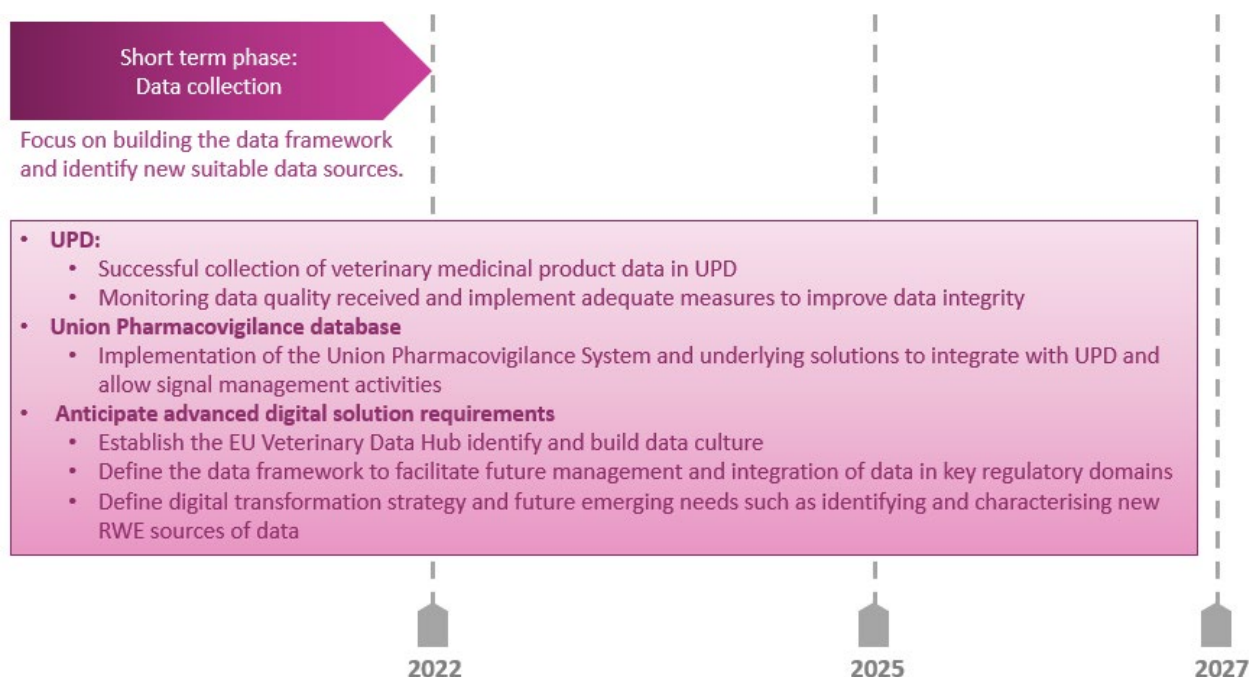 Short term phase:
Data collection
Focus on building the data framework
and identify new suitable data sources.
• UPD:
• Successful collection of veterinary medicinal product data in UPD
• Monitoring data quality received and implement adequate measures to improve data integrity
• Union Pharmacovigilance database
• Implementation of the Union Pharmacovigilance System and underlying solutions to integrate with UPD and
allow signal management activities
• Anticipate advanced digital solution requirements
• Establish the EU Veterinary Data Hub identify and build data culture
• Define the data framework to facilitate future management and integration of data in key regulatory domains
• Define digital transformation strategy and future emerging needs such as identifying and characterising new
RWE sources of data
2022
2025
2027